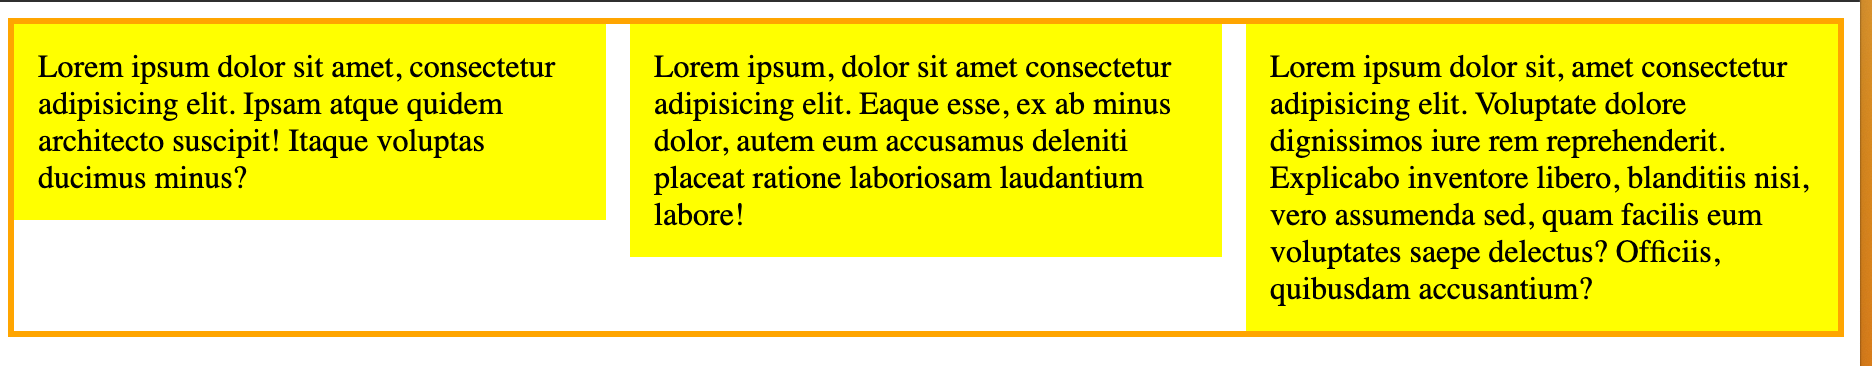 Lorem ipsum dolor sit amet, consectetur
adipisicing elit. Ipsam atque quidem
architecto suscipit! Itaque voluptas
ducimus minus?
Lorem ipsum, dolor sit amet consectetur
adipisicing elit. Eaque esse, ex ab minus
dolor, autem eum accusamus deleniti
placeat ratione laboriosam laudantium
labore!
Lorem ipsum dolor sit, amet consectetur
adipisicing elit. Voluptate dolore
dignissimos iure rem reprehenderit.
Explicabo inventore libero, blanditiis nisi,
vero assumenda sed, quam facilis eum
voluptates saepe delectus? Officiis,
quibusdam accusantium?